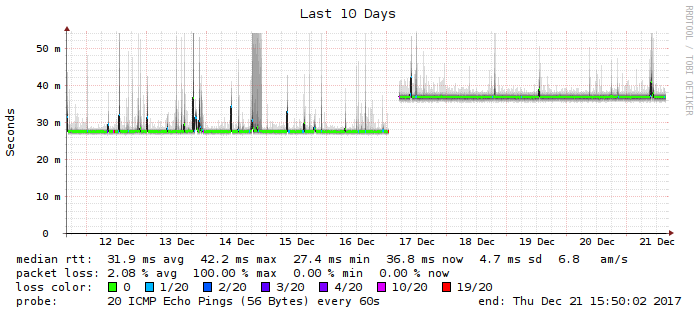 Last 10 Days
RRDTOOL / TOBI OETIKER
Seconds
50 m
40 m
30 m
20 m
10 m
0
12 Dec 13 Dec 14 Dec 15 Dec 16 Dec 17 Dec 18 Dec 19 Dec 20 Dec 21 Dec
median rtt: 31.9 ms avg 42.2 ms max 27.4 ms min 36.8 ms now 4.7 ms sd 6.8 am/s
packet loss: 2.08 % avg 100.00 % max 0.00 % min 0.00 % now
loss color: 0 1/20 2/20 3/20 4/20 10/20 19/20
probe: 20 ICMP Echo Pings (56 Bytes) every 60s end: Thu Dec 21 15:50:02 2017